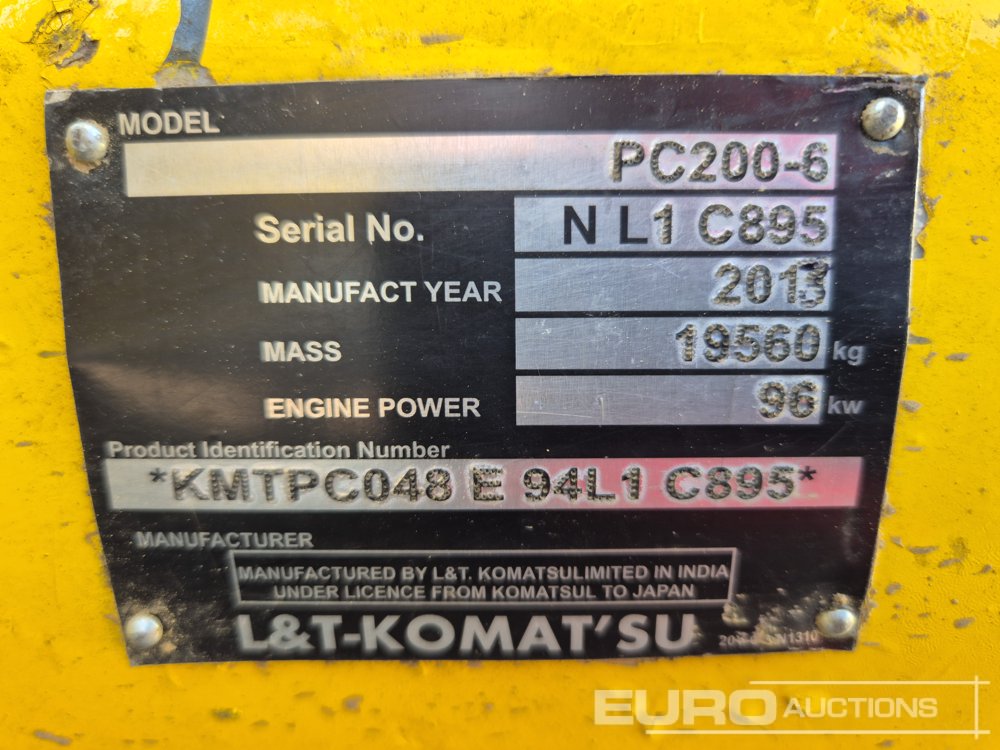 MODEL
PC200-6
Serial No. N L1 C895
MANUFACT YEAR 2013
MASS 19560 kg
ENGINE POWER 96 kw
Product Identification Number
*KMTPC048 E 94L1 C895*
MANUFACTURER
MANUFACTURED BY L&T. KOMATSULIMITED IN INDIA
UNDER LICENCE FROM KOMATSUL TO JAPAN
L&T-KOMAT'SU
EURO AUCTIONS